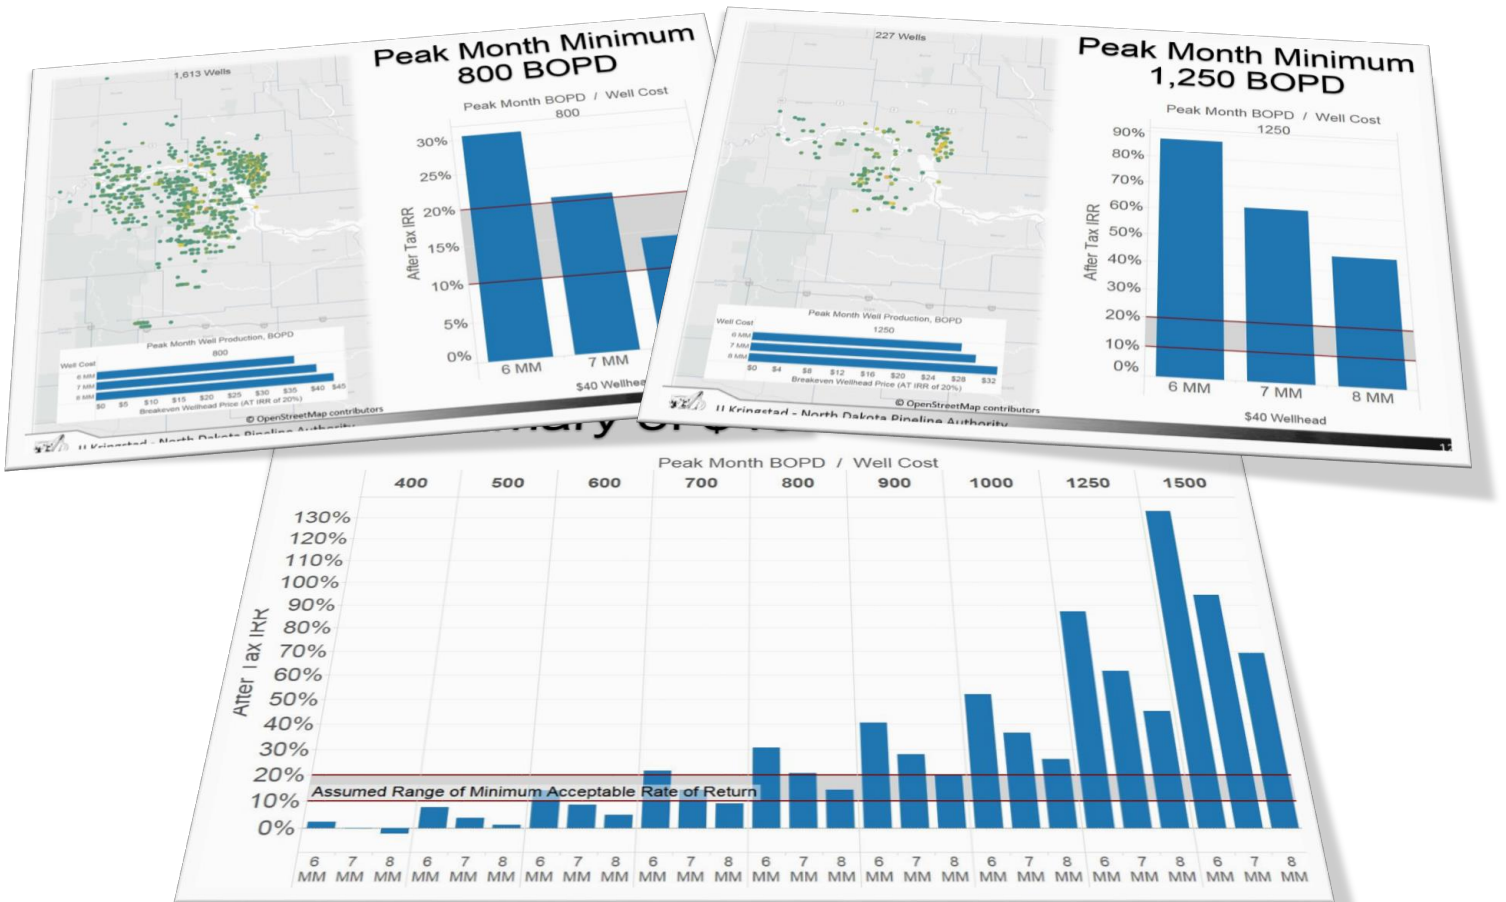 1,613 Wells
Peak Month Minimum
800 BOPD
Peak Month BOPD / Well Cost
800
After Tax IRR
30%
25%
20%
15%
10%
5%
0%
6 MM
7 MM
Peak Month Well Production, BOPD
800
Well Cost
6 MM
7 MM
8 MM
$0 $5 $10 $15 $20 $25 $30 $35 $40 $45
Breakeven Wellhead Price (AT IRR of 20%)
© OpenStreetMap contributors
JJ Kringstad - North Dakota Pipeline Authority
227 Wells
Peak Month Minimum
1,250 BOPD
Peak Month BOPD / Well Cost
1250
After Tax IRR
90%
80%
70%
60%
50%
40%
30%
20%
10%
0%
6 MM 7 MM 8 MM
$40 Wellhead
Peak Month Well Production, BOPD
1250
Well Cost
6 MM
7 MM
8 MM
$0 $4 $8 $12 $16 $20 $24 $28 $32
Breakeven Wellhead Price (AT IRR of 20%)
© OpenStreetMap contributors
JJ Kringstad - North Dakota Pipeline Authority
Peak Month BOPD / Well Cost
400 500 600 700 800 900 1000 1250 1500
After Tax IRR
130%
120%
110%
100%
90%
80%
70%
60%
50%
40%
30%
20%
10%
0%
Assumed Range of Minimum Acceptable Rate of Return
6 7 8 6 7 8 6 7 8 6 7 8 6 7 8 6 7 8 6 7 8 6 7 8 6 7 8
MM MM MM MM MM MM MM MM MM MM MM MM MM MM MM MM MM MM MM MM MM MM MM MM MM MM MM